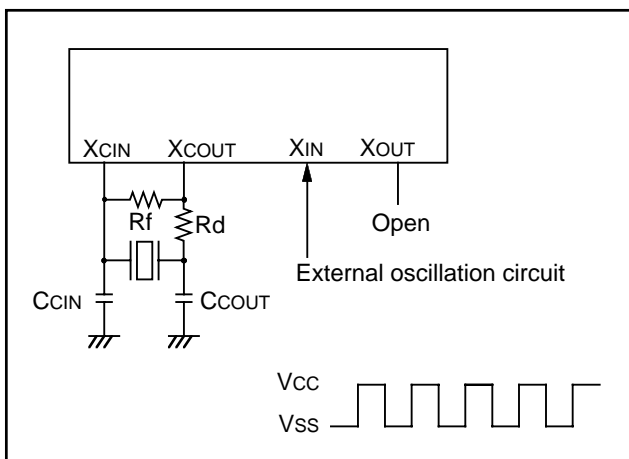 XCIN XCOUT XIN XOUT
Rf Rd
Open
External oscillation circuit
CCIN CCOUT
VCC
VSS